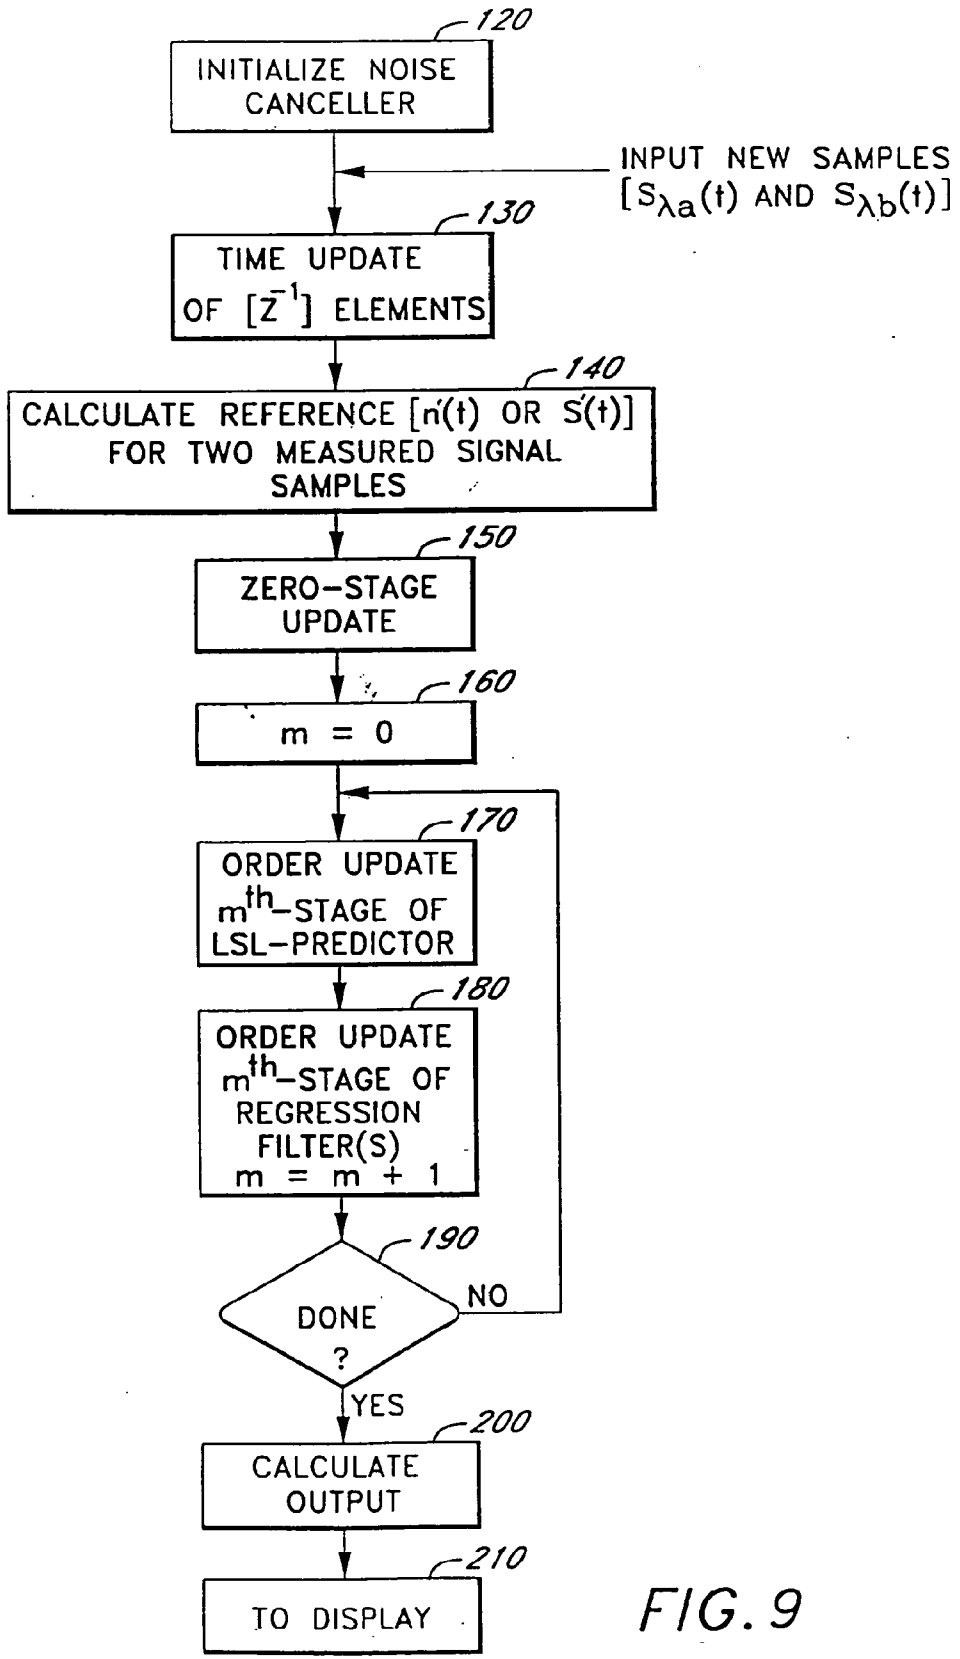 120
INITIALIZE NOISE
CANCELLER
INPUT NEW SAMPLES
[Sλa(t) AND Sλb(t)]
130
TIME UPDATE
OF [Z⁻¹] ELEMENTS
140
CALCULATE REFERENCE [n'(t) OR S'(t)]
FOR TWO MEASURED SIGNAL
SAMPLES
150
ZERO-STAGE
UPDATE
160
m = 0
170
ORDER UPDATE
mth-STAGE OF
LSL-PREDICTOR
180
ORDER UPDATE
mth-STAGE OF
REGRESSION
FILTER(S)
m = m + 1
190
DONE
?
NO
YES
200
CALCULATE
OUTPUT
210
TO DISPLAY
FIG. 9